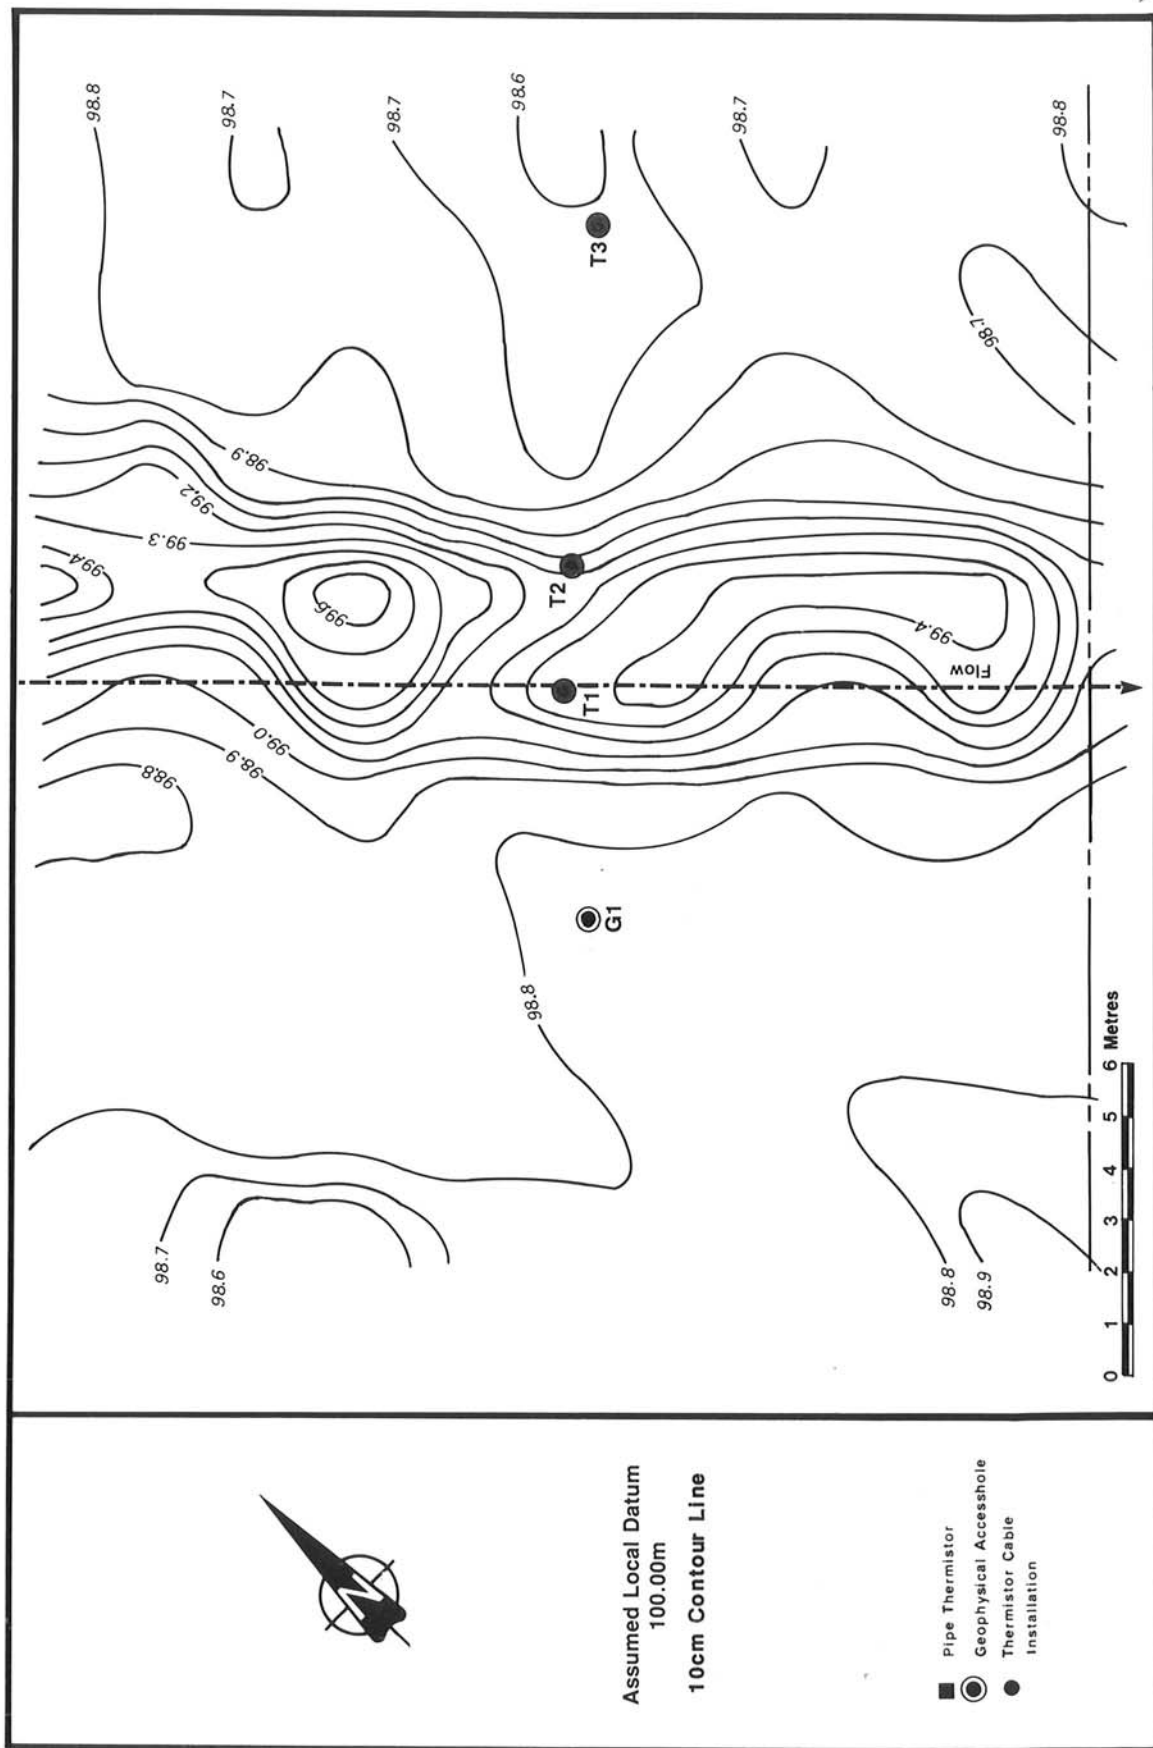 98.8
98.7
98.7
98.6
98.7
98.8
T3
98.7
98.9
99.2
99.3
99.4
99.6
T2
99.4
Flow
T1
99.0
98.9
98.8
G1
98.8
98.7
98.6
98.8
98.9
0 1 2 3 4 5 6 Metres
N
Assumed Local Datum
100.00m
10cm Contour Line
Pipe Thermistor
Geophysical Accesshole
Thermistor Cable
Installation